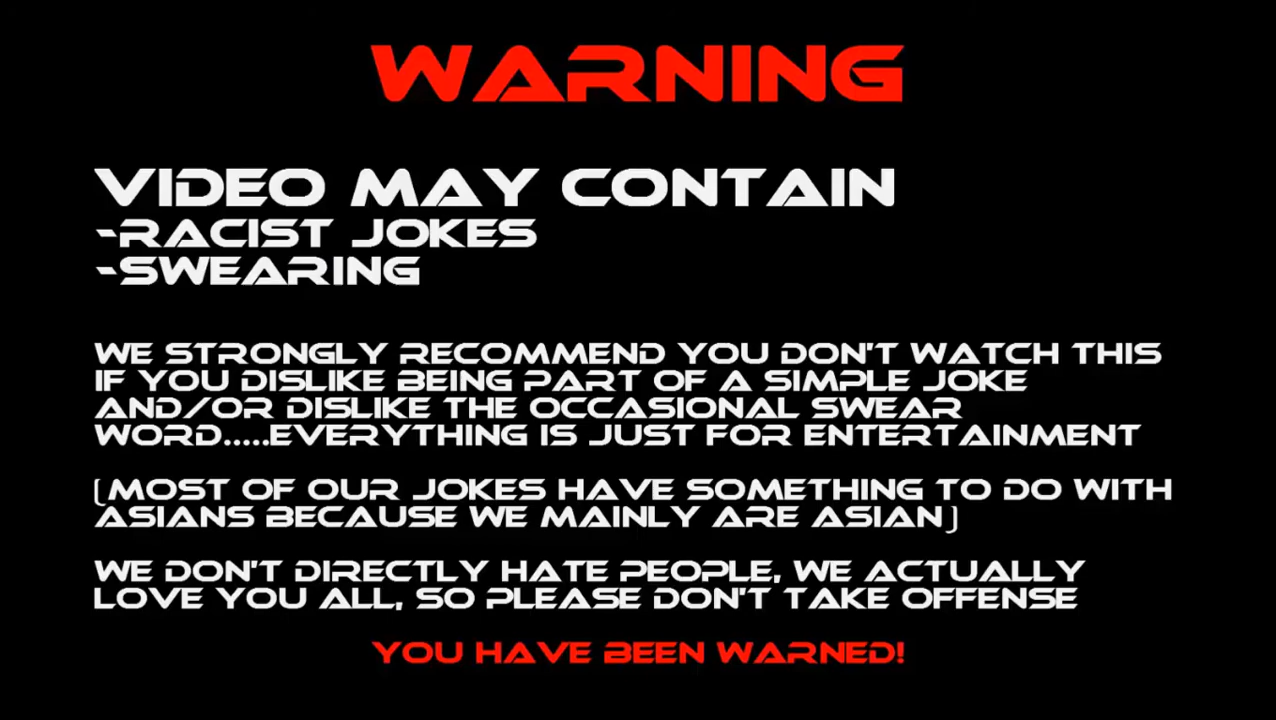 WARNING
VIDEO MAY CONTAIN
-RACIST JOKES
-SWEARING
WE STRONGLY RECOMMEND YOU DON'T WATCH THIS
IF YOU DISLIKE BEING PART OF A SIMPLE JOKE
AND/OR DISLIKE THE OCCASIONAL SWEAR
WORD.....EVERYTHING IS JUST FOR ENTERTAINMENT
(MOST OF OUR JOKES HAVE SOMETHING TO DO WITH
ASIANS BECAUSE WE MAINLY ARE ASIAN)
WE DON'T DIRECTLY HATE PEOPLE, WE ACTUALLY
LOVE YOU ALL, SO PLEASE DON'T TAKE OFFENSE
YOU HAVE BEEN WARNED!